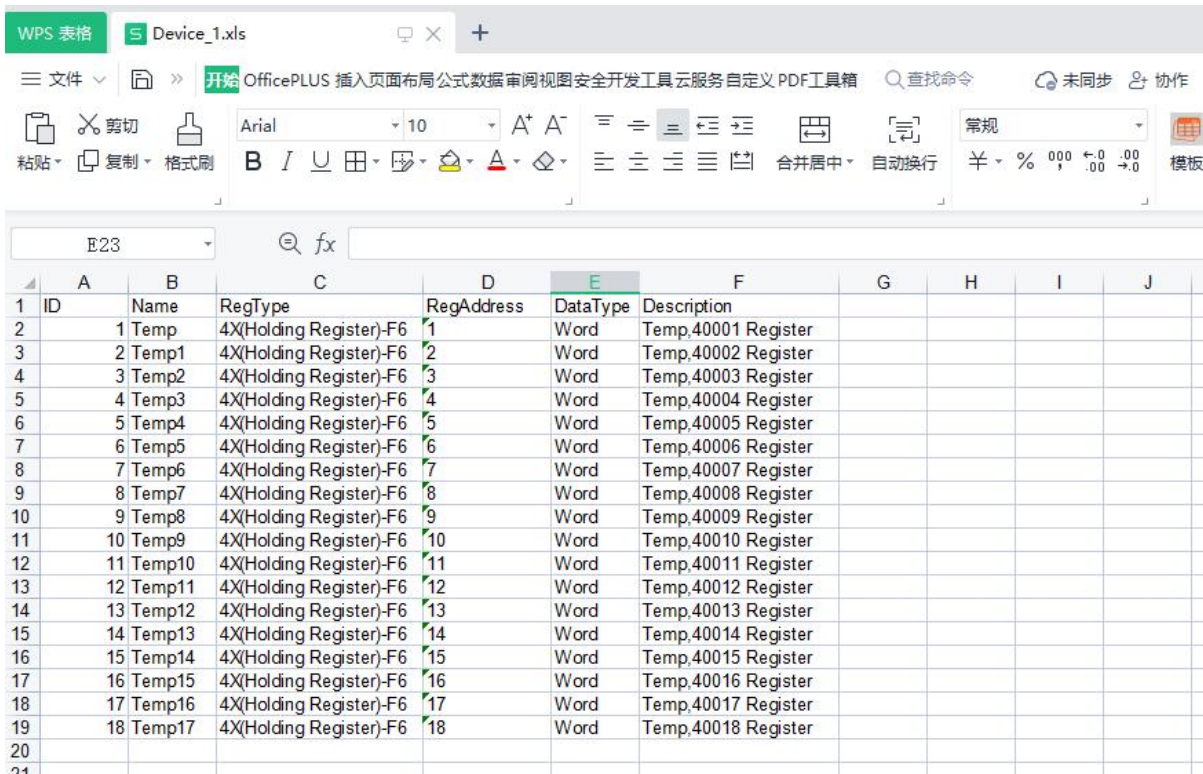 WPS 表格 S Device_1.xls
文件 开始 OfficePLUS 插入 页面布局 公式 数据 审阅 视图 安全 开发工具 云服务 自定义 PDF工具箱 查找命令 未同步 协作
剪切 Arial 10 A+ A- 常规
粘贴 复制 格式刷 B I U A 合并居中 自动换行 ¥ % 000 .00 .0 模板
E23 fx
A B C D E F G H I J
1 ID Name RegType RegAddress DataType Description
2 1 Temp 4X(Holding Register)-F6 1 Word Temp,40001 Register
3 2 Temp1 4X(Holding Register)-F6 2 Word Temp,40002 Register
4 3 Temp2 4X(Holding Register)-F6 3 Word Temp,40003 Register
5 4 Temp3 4X(Holding Register)-F6 4 Word Temp,40004 Register
6 5 Temp4 4X(Holding Register)-F6 5 Word Temp,40005 Register
7 6 Temp5 4X(Holding Register)-F6 6 Word Temp,40006 Register
8 7 Temp6 4X(Holding Register)-F6 7 Word Temp,40007 Register
9 8 Temp7 4X(Holding Register)-F6 8 Word Temp,40008 Register
10 9 Temp8 4X(Holding Register)-F6 9 Word Temp,40009 Register
11 10 Temp9 4X(Holding Register)-F6 10 Word Temp,40010 Register
12 11 Temp10 4X(Holding Register)-F6 11 Word Temp,40011 Register
13 12 Temp11 4X(Holding Register)-F6 12 Word Temp,40012 Register
14 13 Temp12 4X(Holding Register)-F6 13 Word Temp,40013 Register
15 14 Temp13 4X(Holding Register)-F6 14 Word Temp,40014 Register
16 15 Temp14 4X(Holding Register)-F6 15 Word Temp,40015 Register
17 16 Temp15 4X(Holding Register)-F6 16 Word Temp,40016 Register
18 17 Temp16 4X(Holding Register)-F6 17 Word Temp,40017 Register
19 18 Temp17 4X(Holding Register)-F6 18 Word Temp,40018 Register
20
21